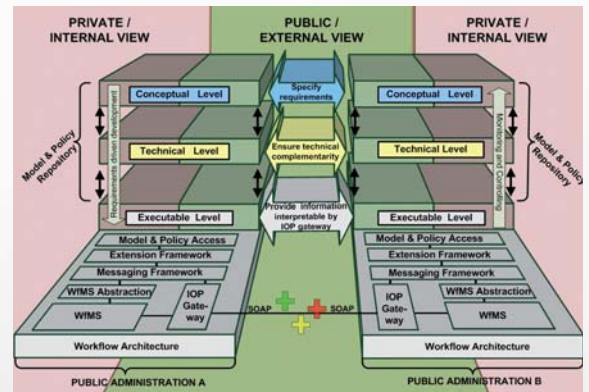 PRIVATE /
INTERNAL VIEW
PUBLIC /
EXTERNAL VIEW
PRIVATE /
INTERNAL VIEW
Model & Policy
Repository
Requirements driven development
Conceptual Level
Technical Level
Executable Level
Specify
requirements
Ensure technical
complementarity
Provide information
interpretable by
IOP gateway
Conceptual Level
Technical Level
Executable Level
Monitoring and Controlling
Model & Policy
Repository
Model & Policy Access
Extension Framework
Messaging Framework
WfMS Abstraction
WfMS
IOP
Gate-
way
SOAP
SOAP
Model & Policy Access
Extension Framework
Messaging Framework
WfMS Abstraction
IOP
Gate-
way
WfMS
Workflow Architecture
Workflow Architecture
PUBLIC ADMINISTRATION A
PUBLIC ADMINISTRATION B